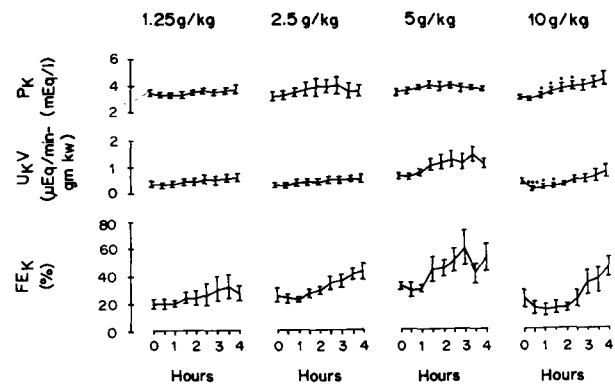 1.25g/kg 2.5 g/kg 5 g/kg 10 g/kg
PK
(mEq/l)
6
4
2
UKV
(µEq/min-
gm kw)
2
1
0
FEK
(%)
80
60
40
20
0
0 1 2 3 4 0 1 2 3 4 0 1 2 3 4 0 1 2 3 4
Hours Hours Hours Hours